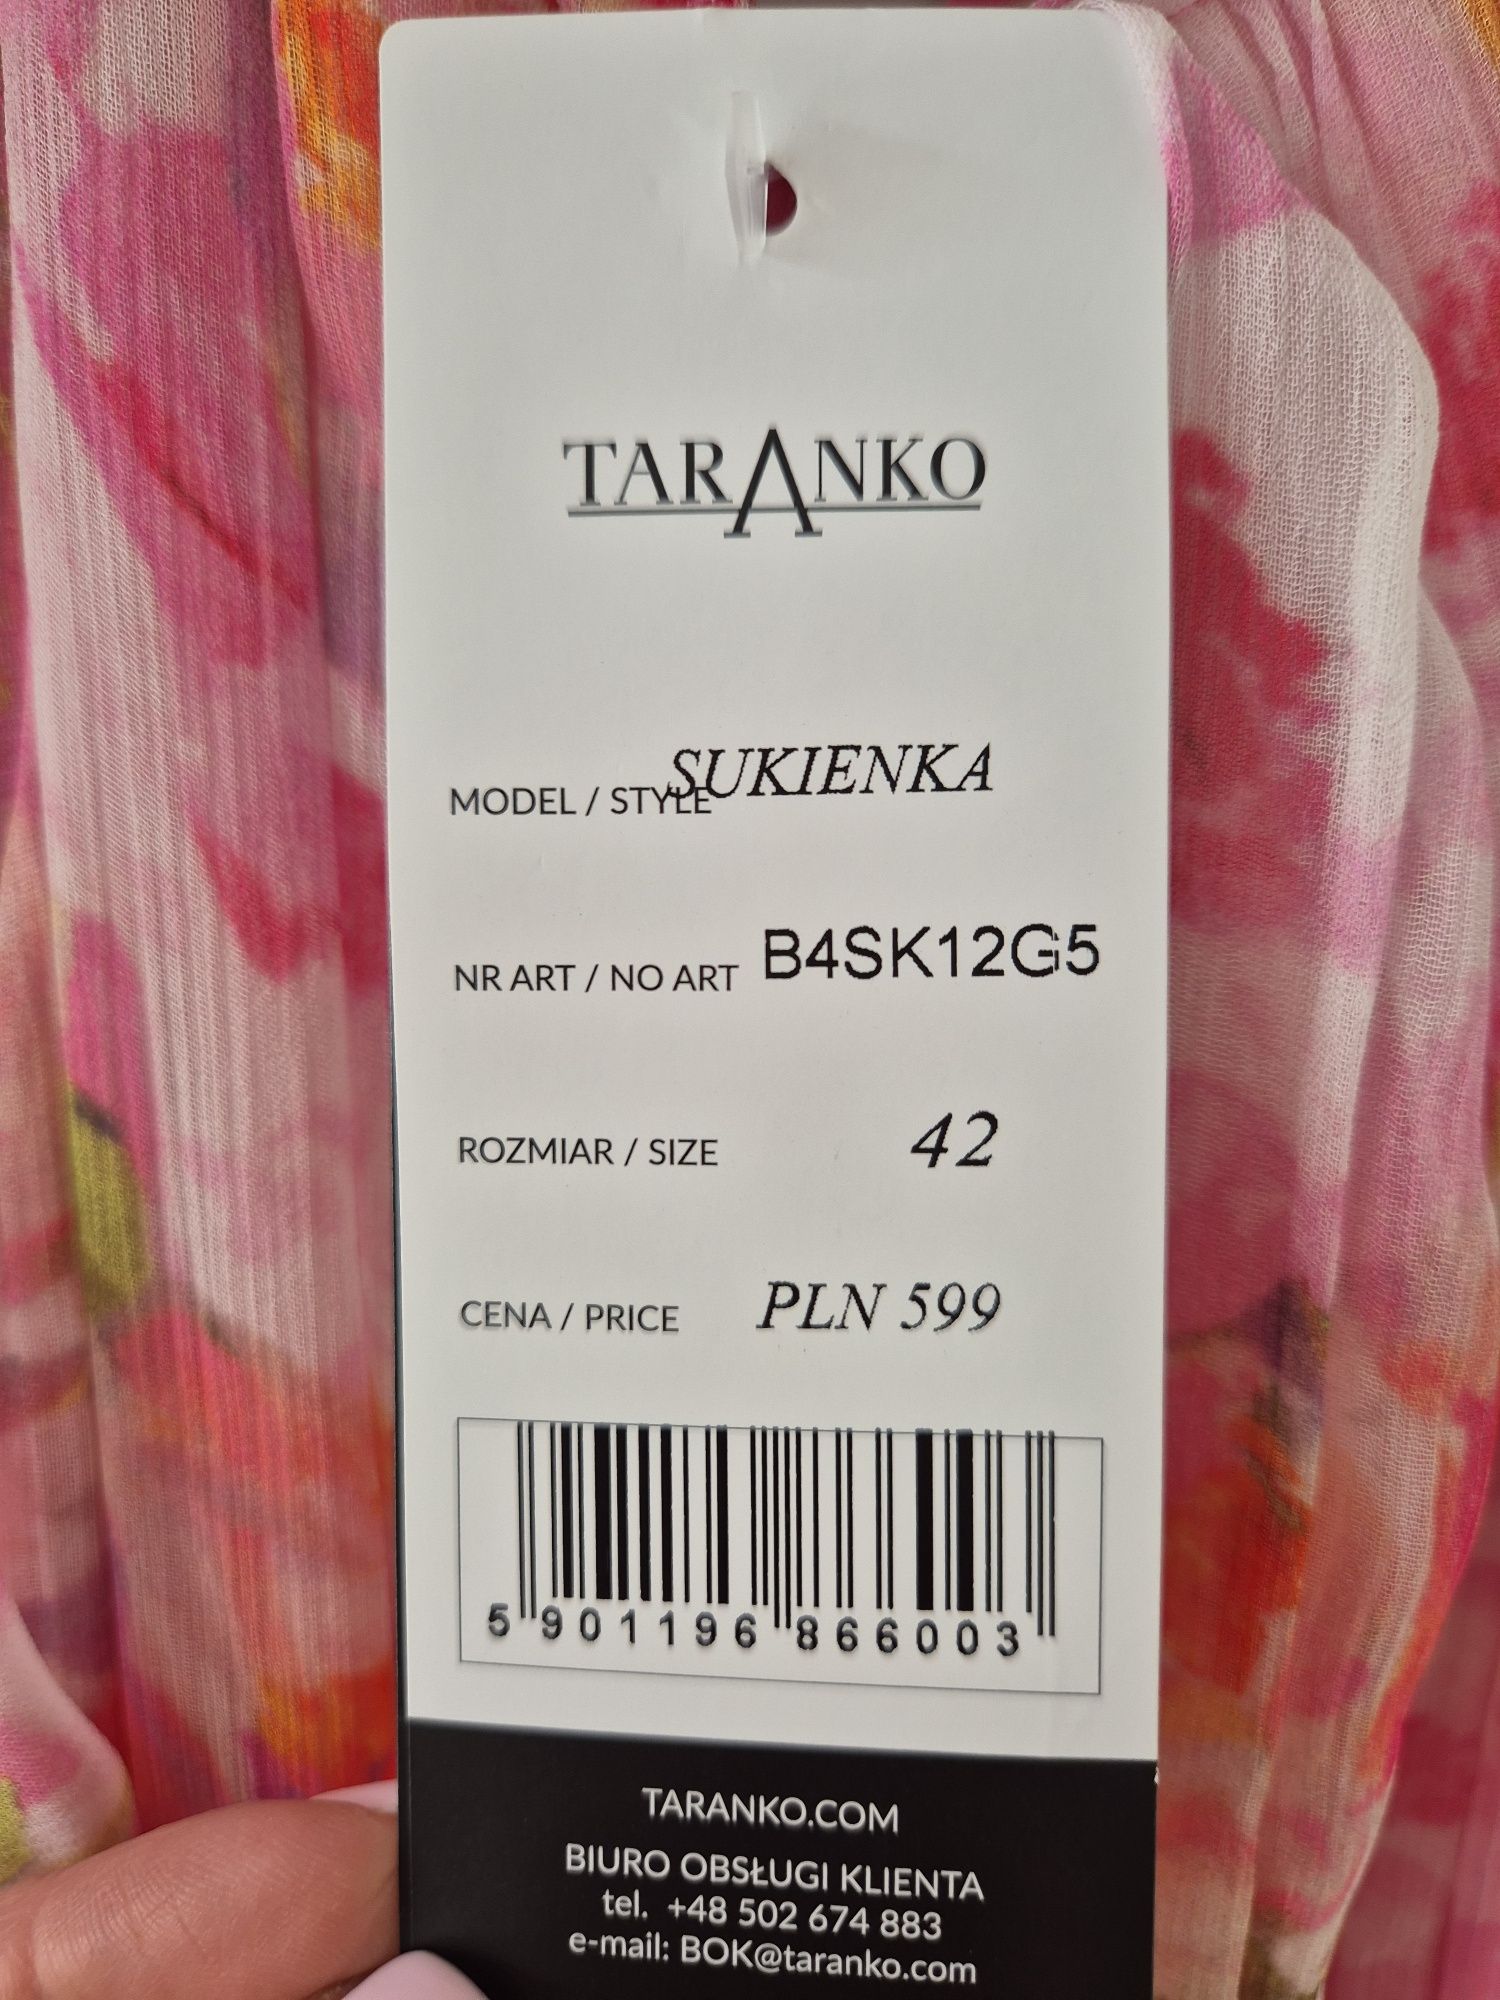 TARANKO
MODEL / STYLE SUKIENKA
NR ART / NO ART B4SK12G5
ROZMIAR / SIZE 42
CENA / PRICE PLN 599
5 901196 866003
TARANKO.COM
BIURO OBSŁUGI KLIENTA
tel. +48 502 674 883
e-mail: BOK@taranko.com